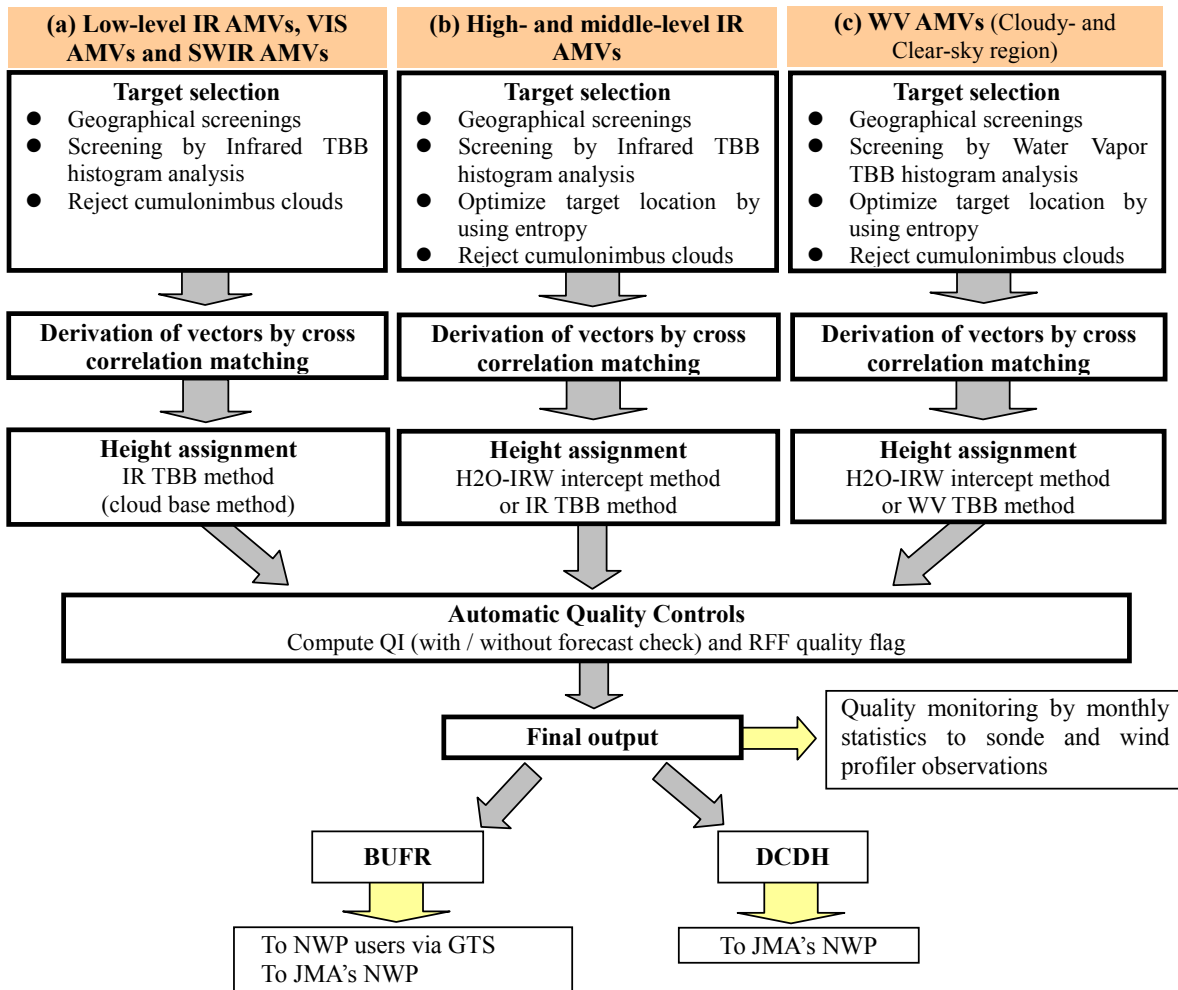 (a) Low-level IR AMVs, VIS
AMVs and SWIR AMVs
Target selection
● Geographical screenings
● Screening by Infrared TBB
histogram analysis
● Reject cumulonimbus clouds
Derivation of vectors by cross
correlation matching
Height assignment
IR TBB method
(cloud base method)
(b) High- and middle-level IR
AMVs
Target selection
● Geographical screenings
● Screening by Infrared TBB
histogram analysis
● Optimize target location by
using entropy
● Reject cumulonimbus clouds
Derivation of vectors by cross
correlation matching
Height assignment
H2O-IRW intercept method
or IR TBB method
(c) WV AMVs (Cloudy- and
Clear-sky region)
Target selection
● Geographical screenings
● Screening by Water Vapor
TBB histogram analysis
● Optimize target location by
using entropy
● Reject cumulonimbus clouds
Derivation of vectors by cross
correlation matching
Height assignment
H2O-IRW intercept method
or WV TBB method
Automatic Quality Controls
Compute QI (with / without forecast check) and RFF quality flag
Final output
Quality monitoring by monthly
statistics to sonde and wind
profiler observations
BUFR
To NWP users via GTS
To JMA's NWP
DCDH
To JMA's NWP